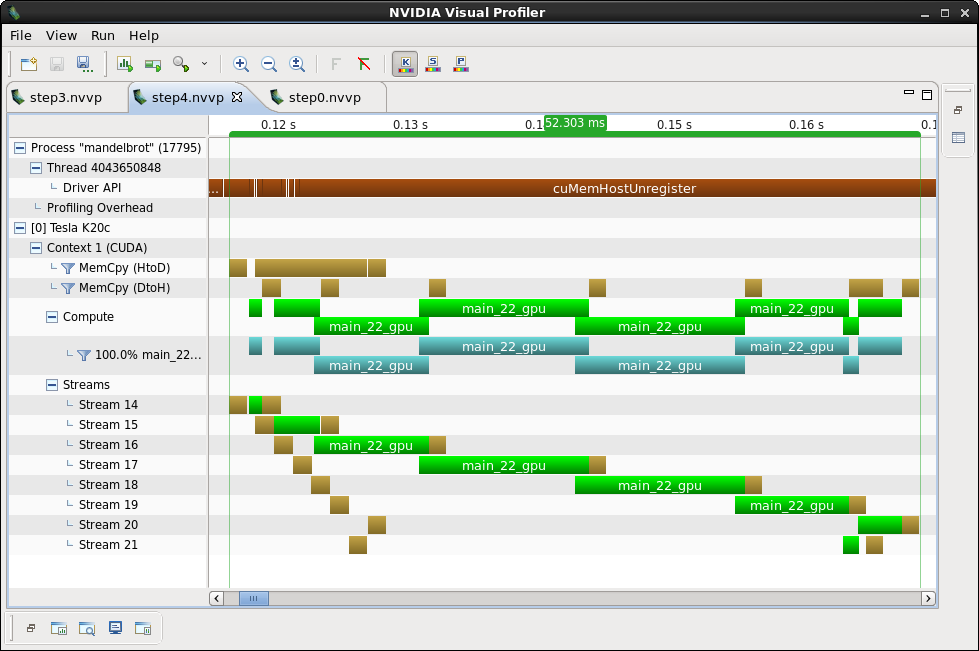 NVIDIA Visual Profiler
File View Run Help
step3.nvvp step4.nvvp step0.nvvp
0.12 s 0.13 s 0.1 52.303 ms 0.15 s 0.16 s 0.1
Process "mandelbrot" (17795)
Thread 4043650848
Driver API ... cuMemHostUnregister
Profiling Overhead
[0] Tesla K20c
Context 1 (CUDA)
MemCpy (HtoD)
MemCpy (DtoH)
main_22_gpu main_22_gpu
Compute
main_22_gpu main_22_gpu
main_22_gpu main_22_gpu
100.0% main_22...
main_22_gpu main_22_gpu
Streams
Stream 14
Stream 15
Stream 16 main_22_gpu
Stream 17 main_22_gpu
Stream 18 main_22_gpu
Stream 19 main_22_gpu
Stream 20
Stream 21